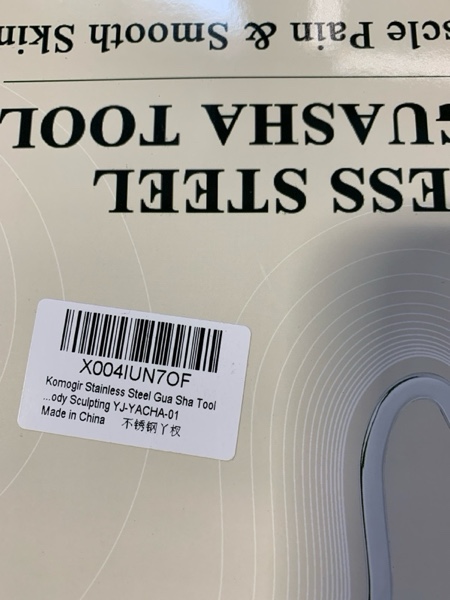 ESS STEEL
GUASHA TOOL
scle Pain & Smooth Skin
X004IUN7OF
Komogir Stainless Steel Gua Sha Tool
...ody Sculpting YJ-YACHA-01
Made in China 不锈钢丫杈